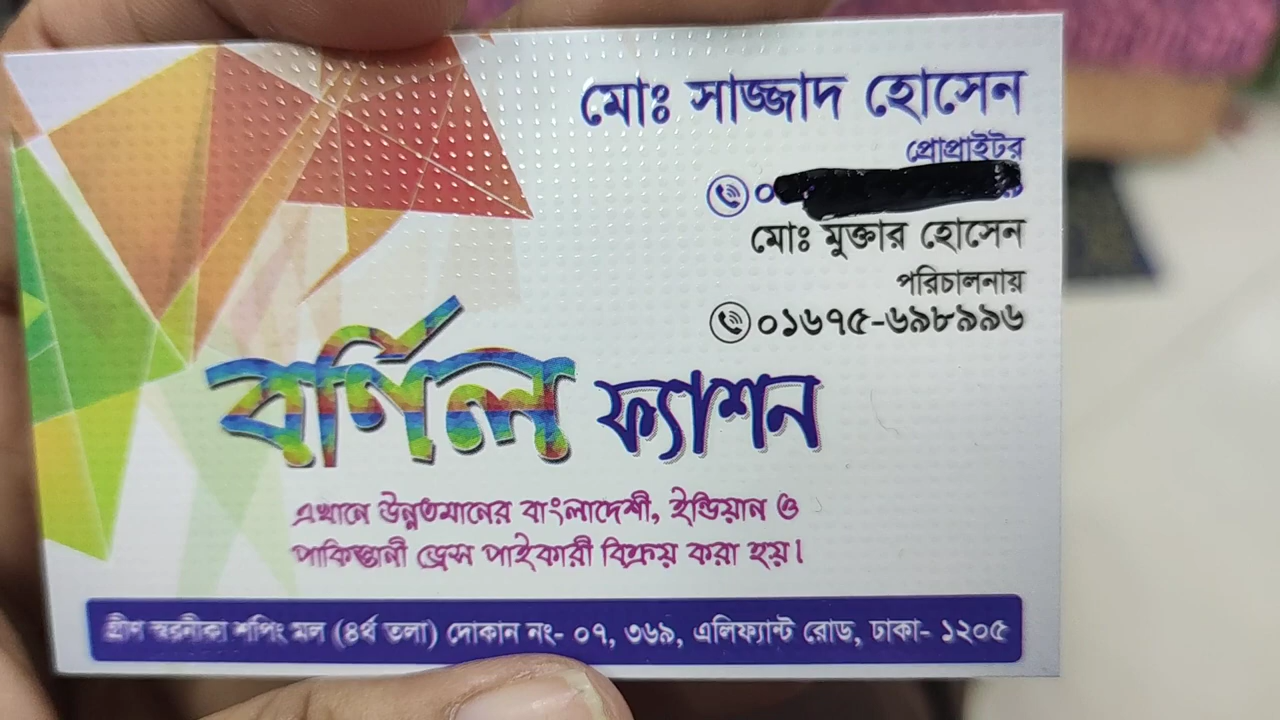 মোঃ সাজ্জাদ হোসেন
প্রোপ্রাইটর
০
মোঃ মুক্তার হোসেন
পরিচালনায়
০১৬৭৫-৬৯৮৯৯৬
বর্ণিল ফ্যাশন
এখানে উন্নতমানের বাংলাদেশী, ইন্ডিয়ান ও
পাকিস্তানী ড্রেস পাইকারী বিক্রয় করা হয়।
শপিং মল (৪র্থ তলা) দোকান নং- ০৭, ৩৬৯, এলিফ্যান্ট রোড, ঢাকা- ১২০৫